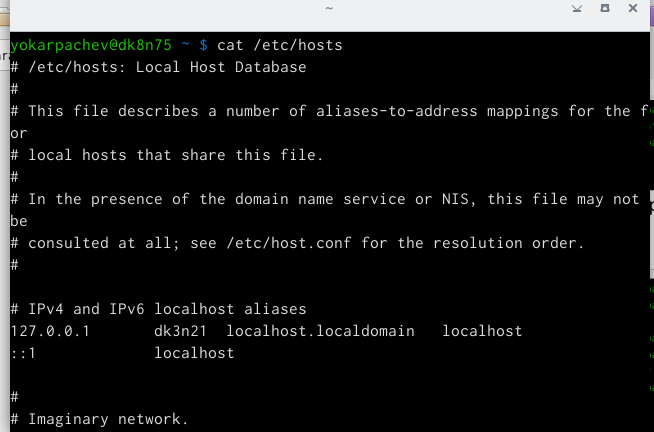 ~
yokarpachev@dk8n75 ~ $ cat /etc/hosts
# /etc/hosts: Local Host Database
#
# This file describes a number of aliases-to-address mappings for the f
or
# local hosts that share this file.
#
# In the presence of the domain name service or NIS, this file may not
be
# consulted at all; see /etc/host.conf for the resolution order.
#

# IPv4 and IPv6 localhost aliases
127.0.0.1       dk3n21  localhost.localdomain   localhost
::1             localhost

#
# Imaginary network.